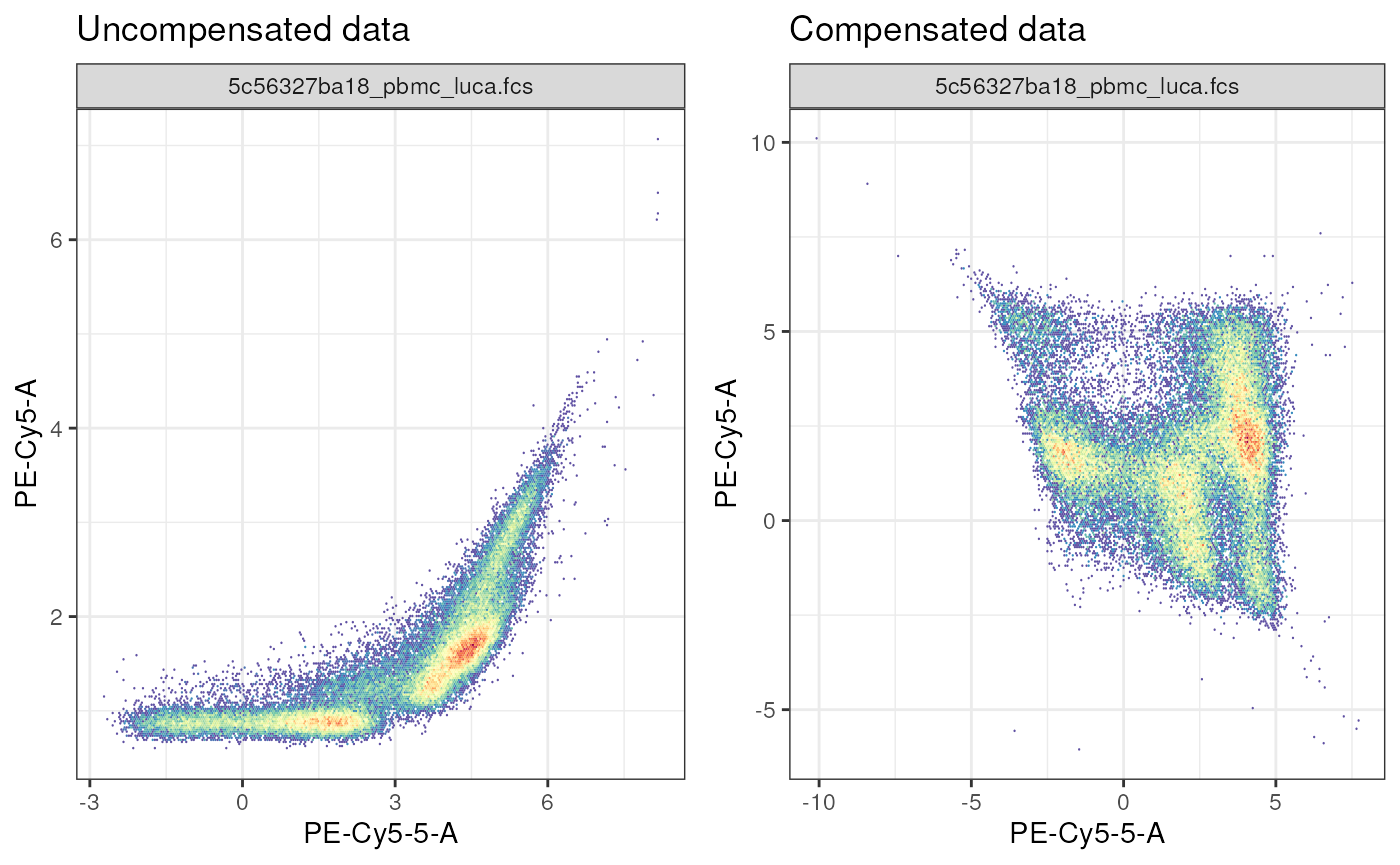 Uncompensated data
5c56327ba18_pbmc_luca.fcs
6
4
2
PE-Cy5-A
-3 0 3 6
PE-Cy5-5-A
Compensated data
5c56327ba18_pbmc_luca.fcs
10
5
0
-5
PE-Cy5-A
-10 -5 0 5
PE-Cy5-5-A